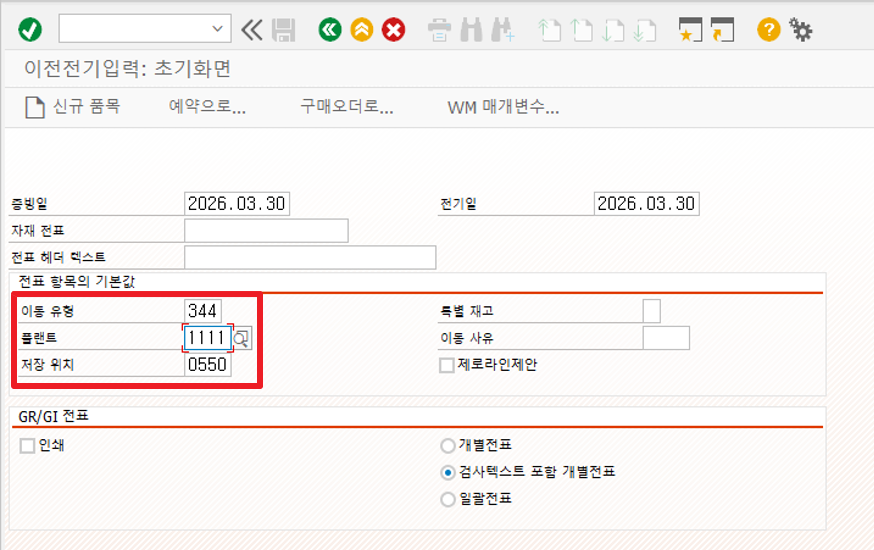 이전전기입력: 초기화면
신규 품목 예약으로... 구매오더로... WM 매개변수...
증빙일 2026.03.30 전기일 2026.03.30
자재 전표
전표 헤더 텍스트
전표 항목의 기본값
이동 유형 344 특별 재고
플랜트 1111 이동 사유
저장 위치 0550 제로라인제안
GR/GI 전표
인쇄 개별전표
검사텍스트 포함 개별전표
일괄전표